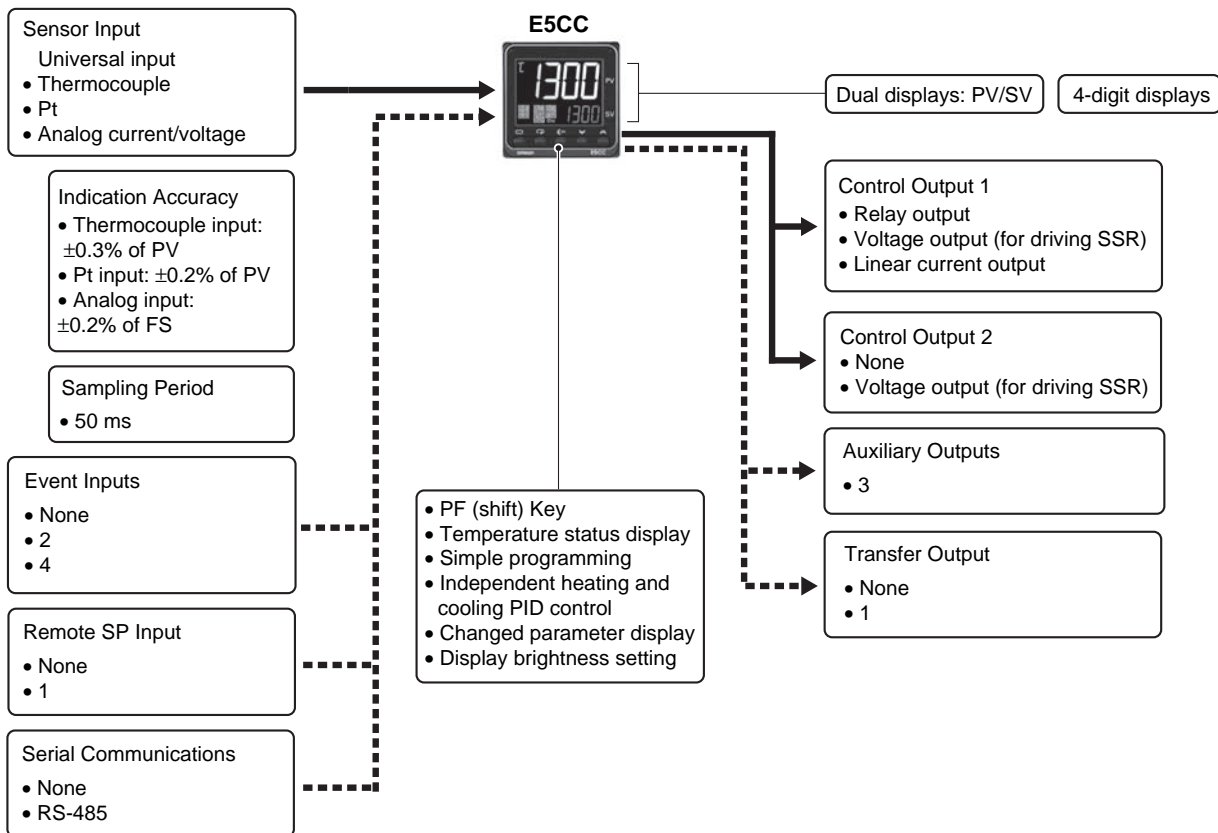 Sensor Input
Universal input
• Thermocouple
• Pt
• Analog current/voltage
Indication Accuracy
• Thermocouple input:
±0.3% of PV
• Pt input: ±0.2% of PV
• Analog input:
±0.2% of FS
Sampling Period
• 50 ms
Event Inputs
• None
• 2
• 4
Remote SP Input
• None
• 1
Serial Communications
• None
• RS-485
E5CC
1300
PV
1300
SV
E5CC
• PF (shift) Key
• Temperature status display
• Simple programming
• Independent heating and
cooling PID control
• Changed parameter display
• Display brightness setting
Dual displays: PV/SV
4-digit displays
Control Output 1
• Relay output
• Voltage output (for driving SSR)
• Linear current output
Control Output 2
• None
• Voltage output (for driving SSR)
Auxiliary Outputs
• 3
Transfer Output
• None
• 1